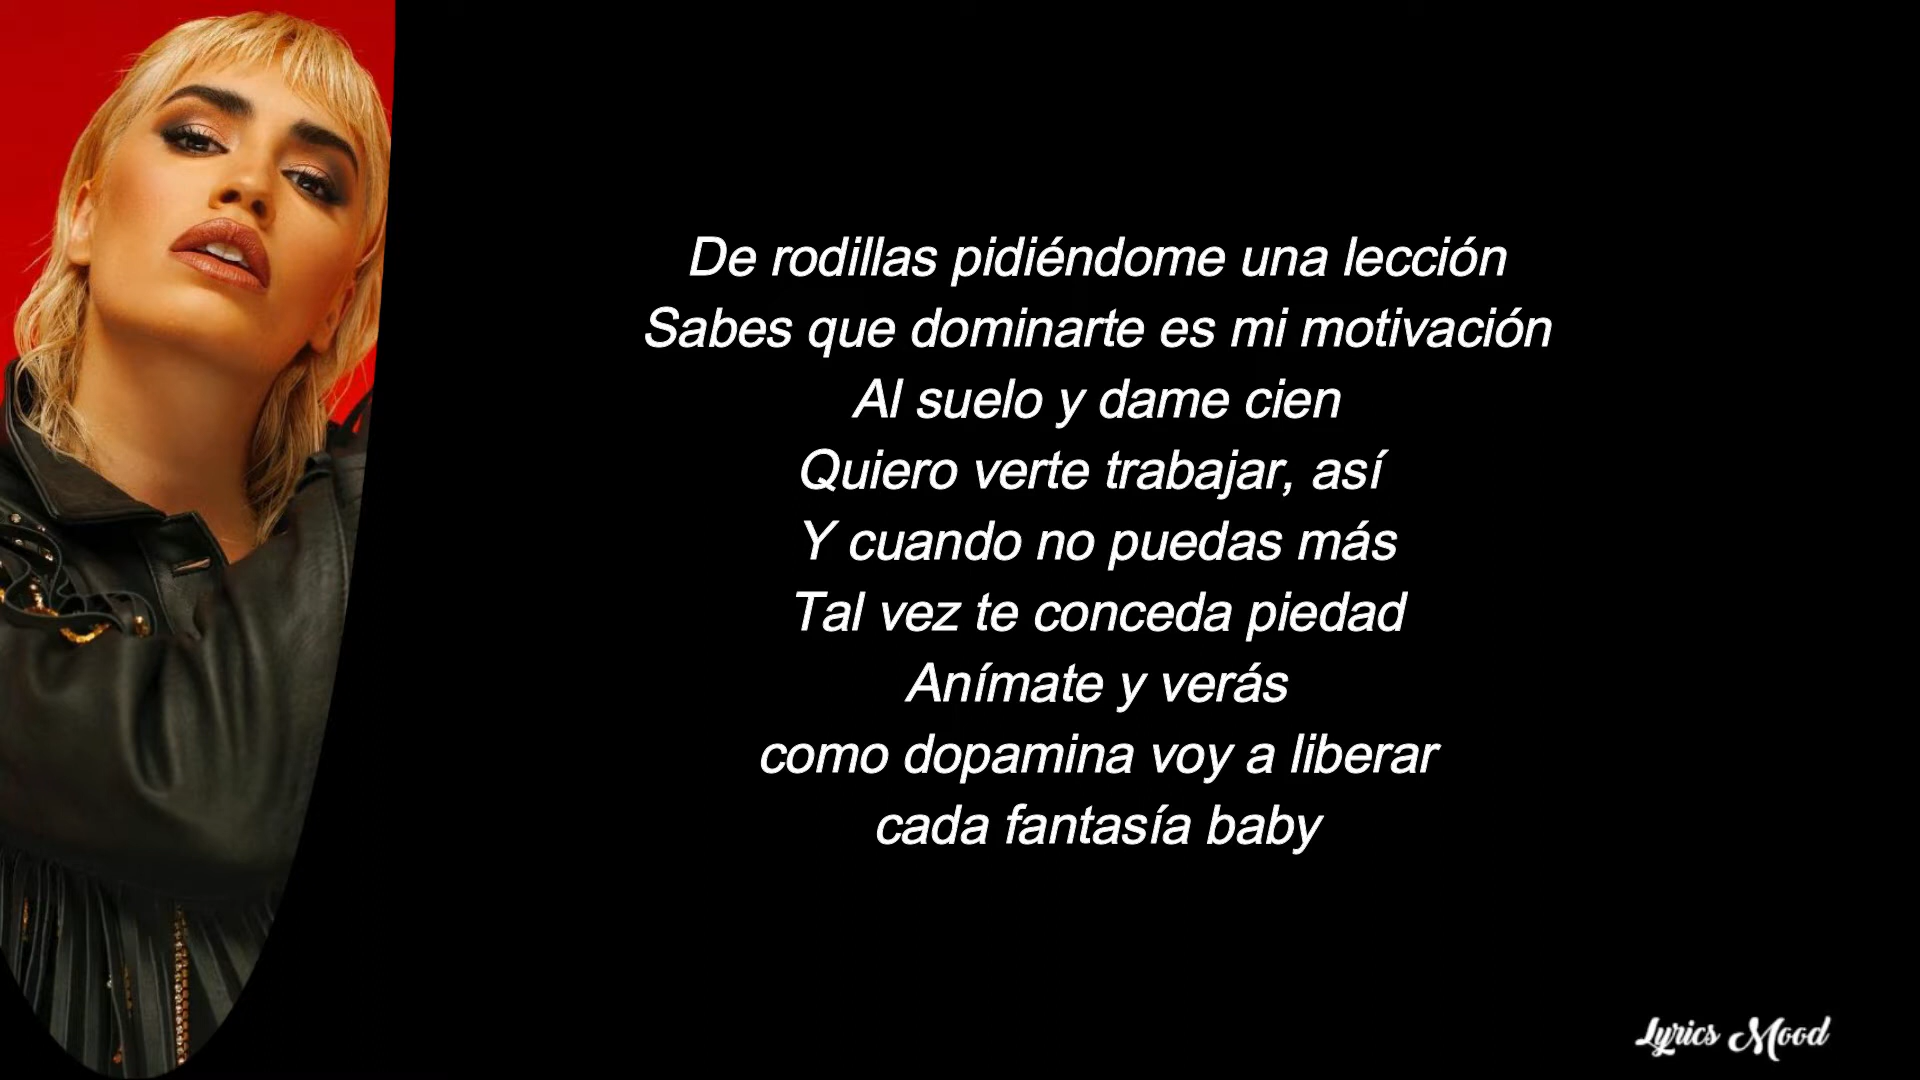 De rodillas pidiéndome una lección
Sabes que dominarte es mi motivación
Al suelo y dame cien
Quiero verte trabajar, así
Y cuando no puedas más
Tal vez te conceda piedad
Anímate y verás
como dopamina voy a liberar
cada fantasía baby
Lyrics Mood